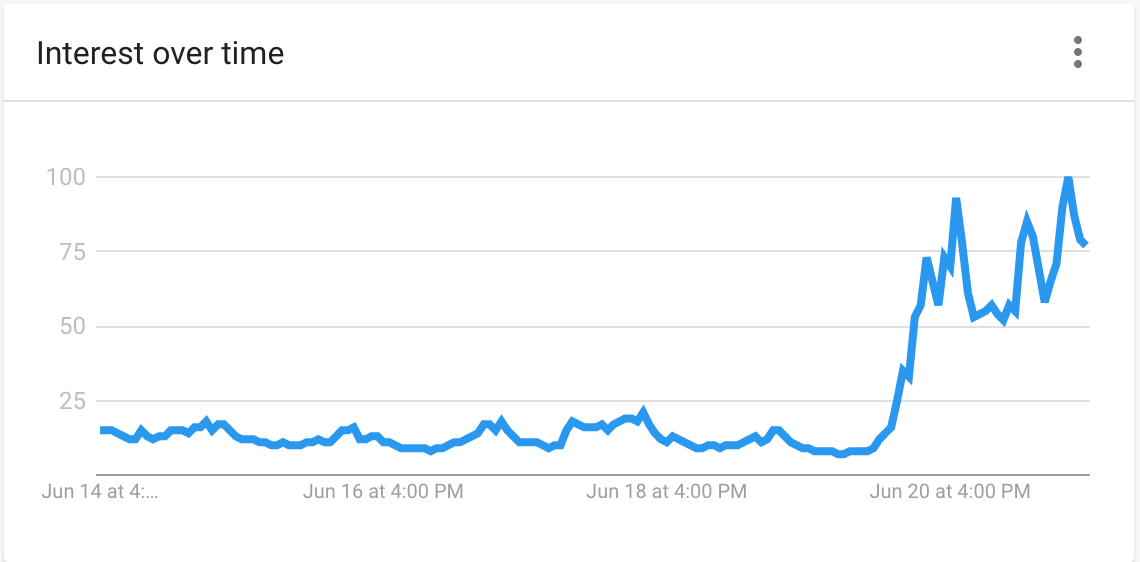 Interest over time
100
75
50
25
Jun 14 at 4:...
Jun 16 at 4:00 PM
Jun 18 at 4:00 PM
Jun 20 at 4:00 PM